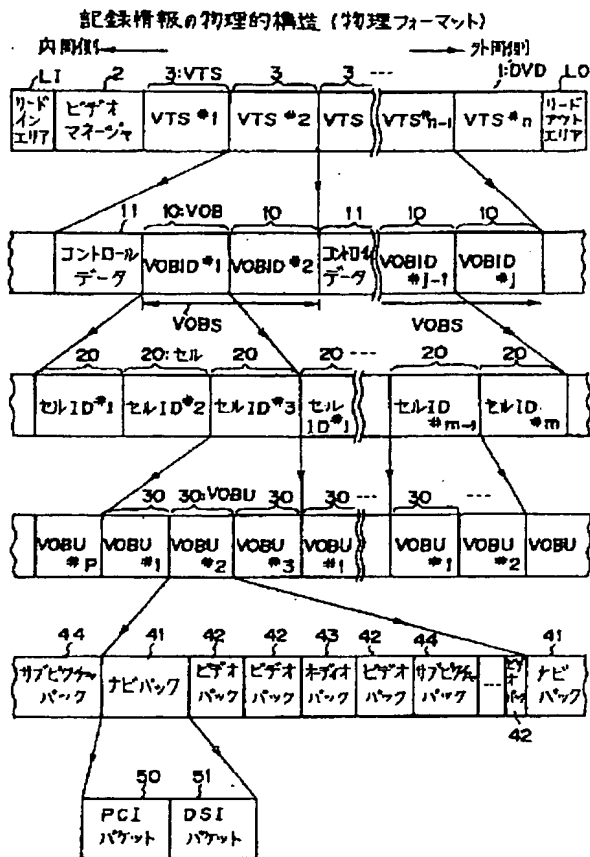 記録情報の物理的構造 (物理フォーマット)
内周側 外周側
LI 2 3:VTS 3 3 --- 1:DVD LO
リード
イン
エリア
ビデオ
マネージャ
VTS #1 VTS #2 VTS VTS#n-1 VTS #n
リード
アウト
エリア
11 10:VOB 10 11 10 10
コントロール
データ
VOBID #1 VOBID #2
コントロール
データ
VOBID
#j-1
VOBID
#j
VOBS VOBS
20 20:セル 20 20 --- 20 20
セルID#1 セルID#2 セルID#3
セル
ID#1
セルID
#m-1
セルID
#m
30 30:VOBU 30 30 --- 30 ---
VOBU
#P
VOBU
#1
VOBU
#2
VOBU
#3
VOBU
#1
VOBU
#1
VOBU
#2
VOBU
44 41 42 42 43 42 44 41
サブピクチャ
パック
ナビパック
ビデオ
パック
ビデオ
パック
オーディオ
パック
ビデオ
パック
サブピクチャ
パック
---
ビデオ
パック
42
ナビ
パック
50 51
PCI
パケット
DSI
パケット